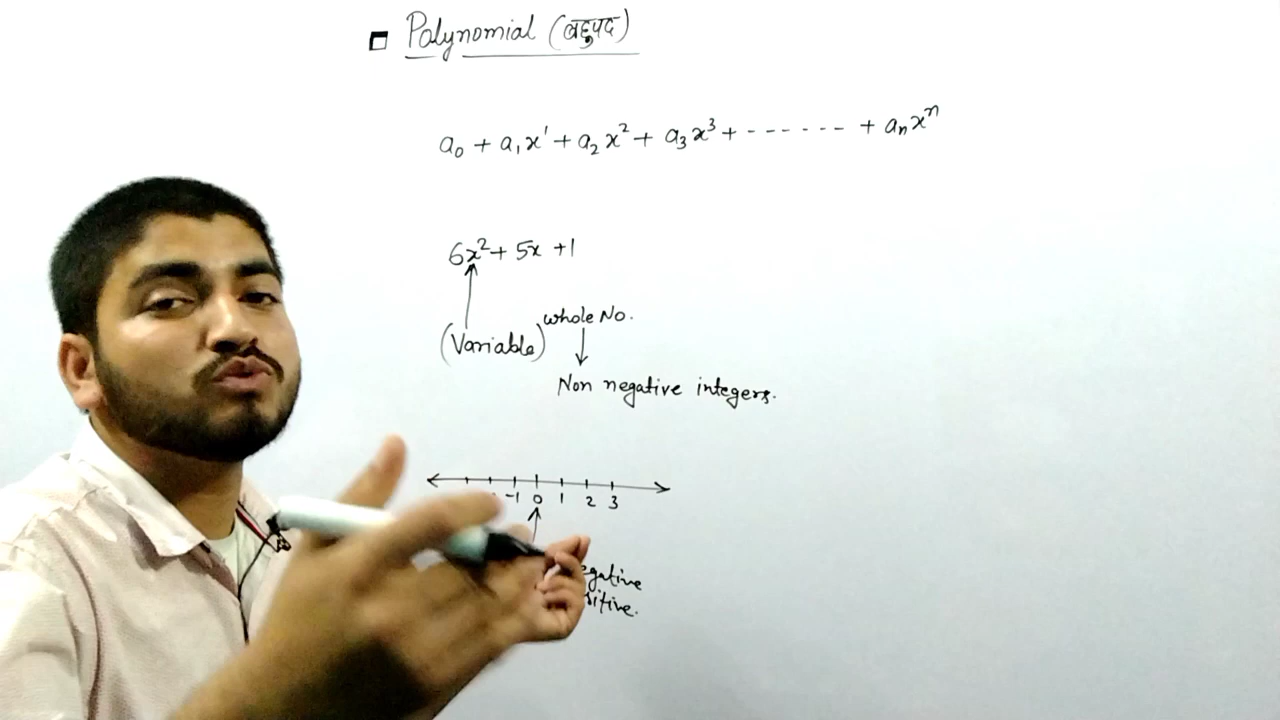 Polynomial (बहुपद)
a₀ + a₁x¹ + a₂x² + a₃x³ + ------- + aₙxⁿ
6x² + 5x + 1
whole No.
(Variable)
Non negative integers.
-1 0 1 2 3